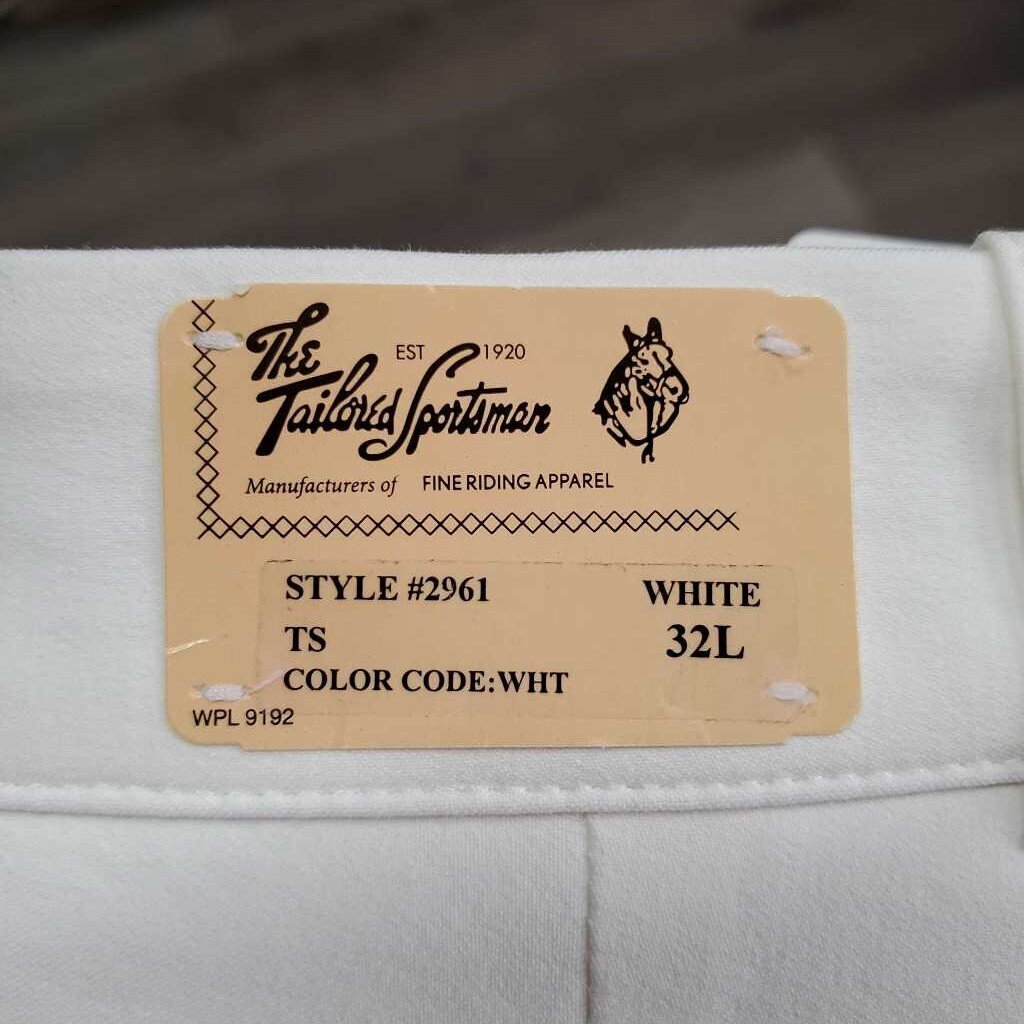 The
EST 1920
Tailored Sportsman
Manufacturers of FINE RIDING APPAREL
STYLE #2961 WHITE
TS 32L
COLOR CODE:WHT
WPL 9192